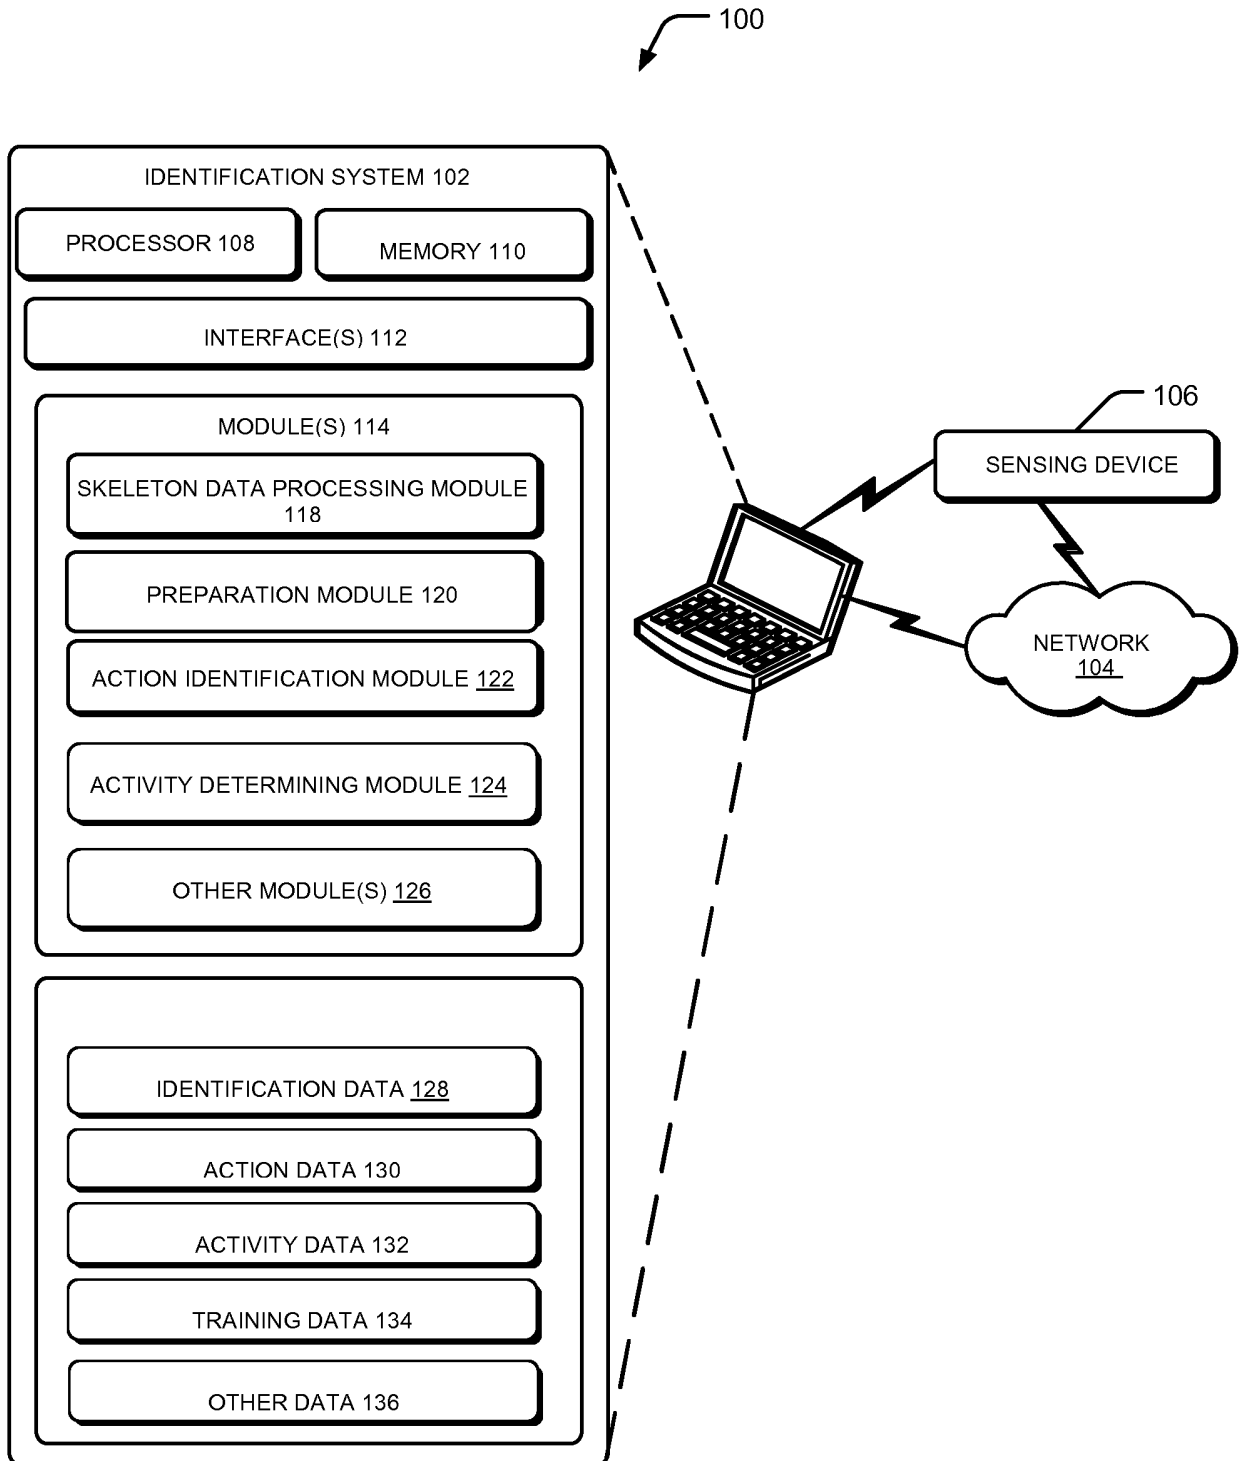 100
IDENTIFICATION SYSTEM 102
PROCESSOR 108
MEMORY 110
INTERFACE(S) 112
MODULE(S) 114
SKELETON DATA PROCESSING MODULE
118
PREPARATION MODULE 120
ACTION IDENTIFICATION MODULE 122
ACTIVITY DETERMINING MODULE 124
OTHER MODULE(S) 126
IDENTIFICATION DATA 128
ACTION DATA 130
ACTIVITY DATA 132
TRAINING DATA 134
OTHER DATA 136
106
SENSING DEVICE
NETWORK
104